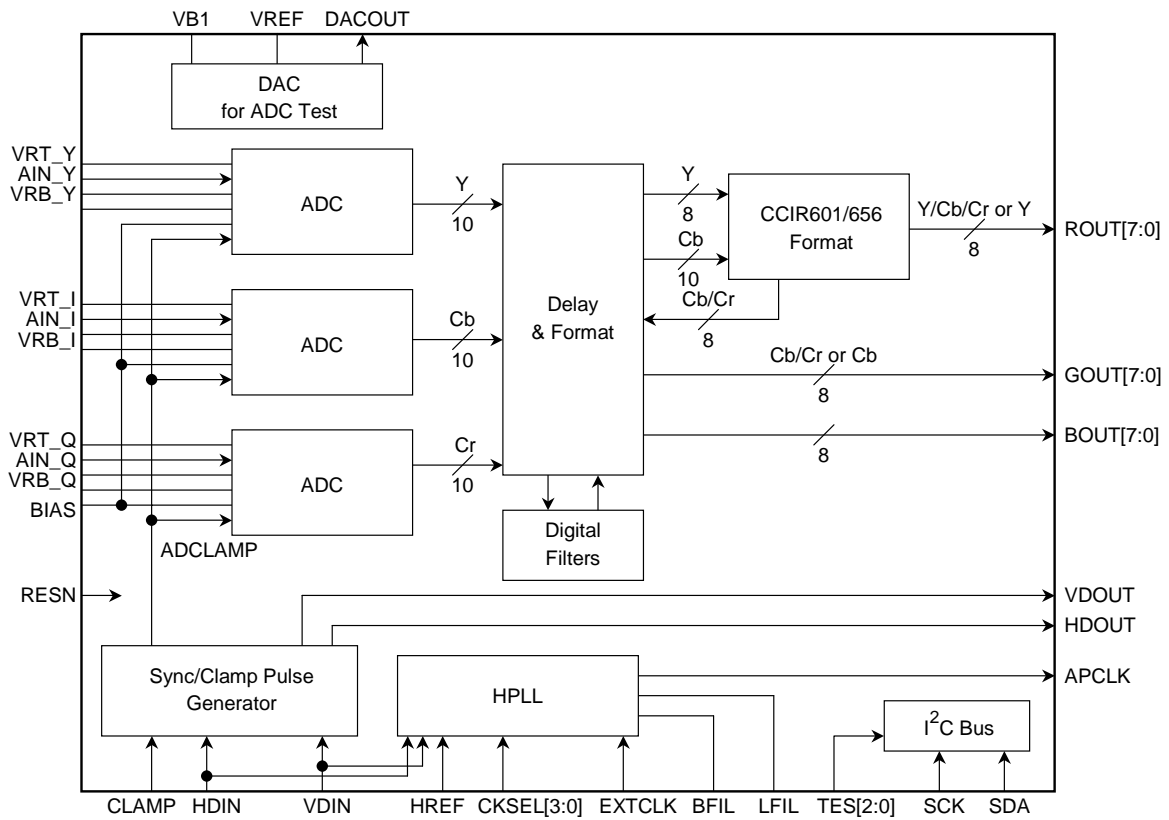 VB1 VREF DACOUT
DAC
for ADC Test
VRT_Y
AIN_Y
VRB_Y
ADC
Y
10
VRT_I
AIN_I
VRB_I
ADC
Cb
10
VRT_Q
AIN_Q
VRB_Q
BIAS
ADC
Cr
10
ADCLAMP
Delay
& Format
Y
8
Cb
10
Cb/Cr
8
CCIR601/656
Format
Y/Cb/Cr or Y
8
ROUT[7:0]
Cb/Cr or Cb
8
GOUT[7:0]
8
BOUT[7:0]
Digital
Filters
RESN
VDOUT
HDOUT
APCLK
Sync/Clamp Pulse
Generator
HPLL
I²C Bus
CLAMP HDIN VDIN HREF CKSEL[3:0] EXTCLK BFIL LFIL TES[2:0] SCK SDA